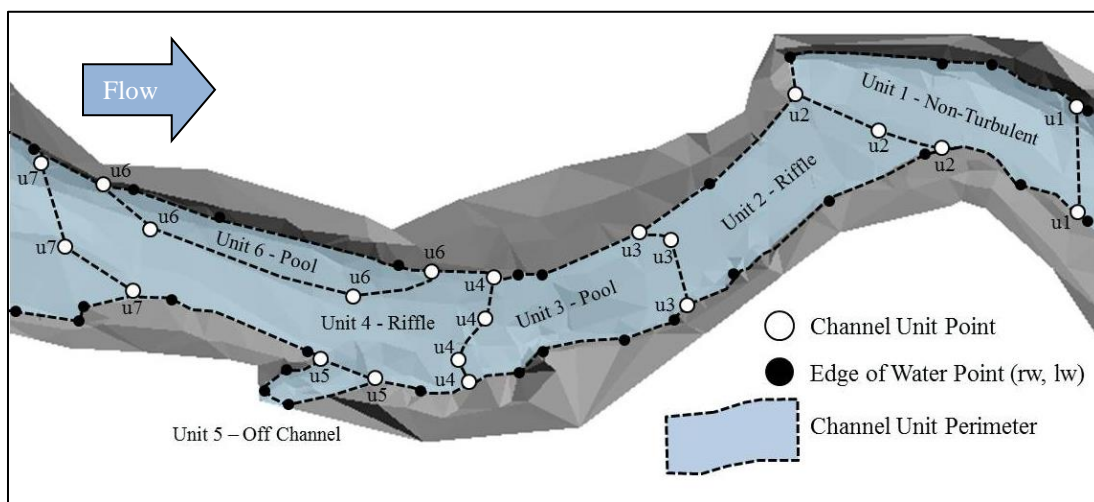 Flow
Unit 1 - Non-Turbulent
u1
u1
u2
u2
u2
Unit 2 - Riffle
u3
u3
u3
Unit 3 - Pool
u4
u4
u4
u4
Unit 4 - Riffle
u5
u5
Unit 5 – Off Channel
u6
u6
u6
u6
Unit 6 - Pool
u7
u7
u7
Channel Unit Point
Edge of Water Point (rw, lw)
Channel Unit Perimeter